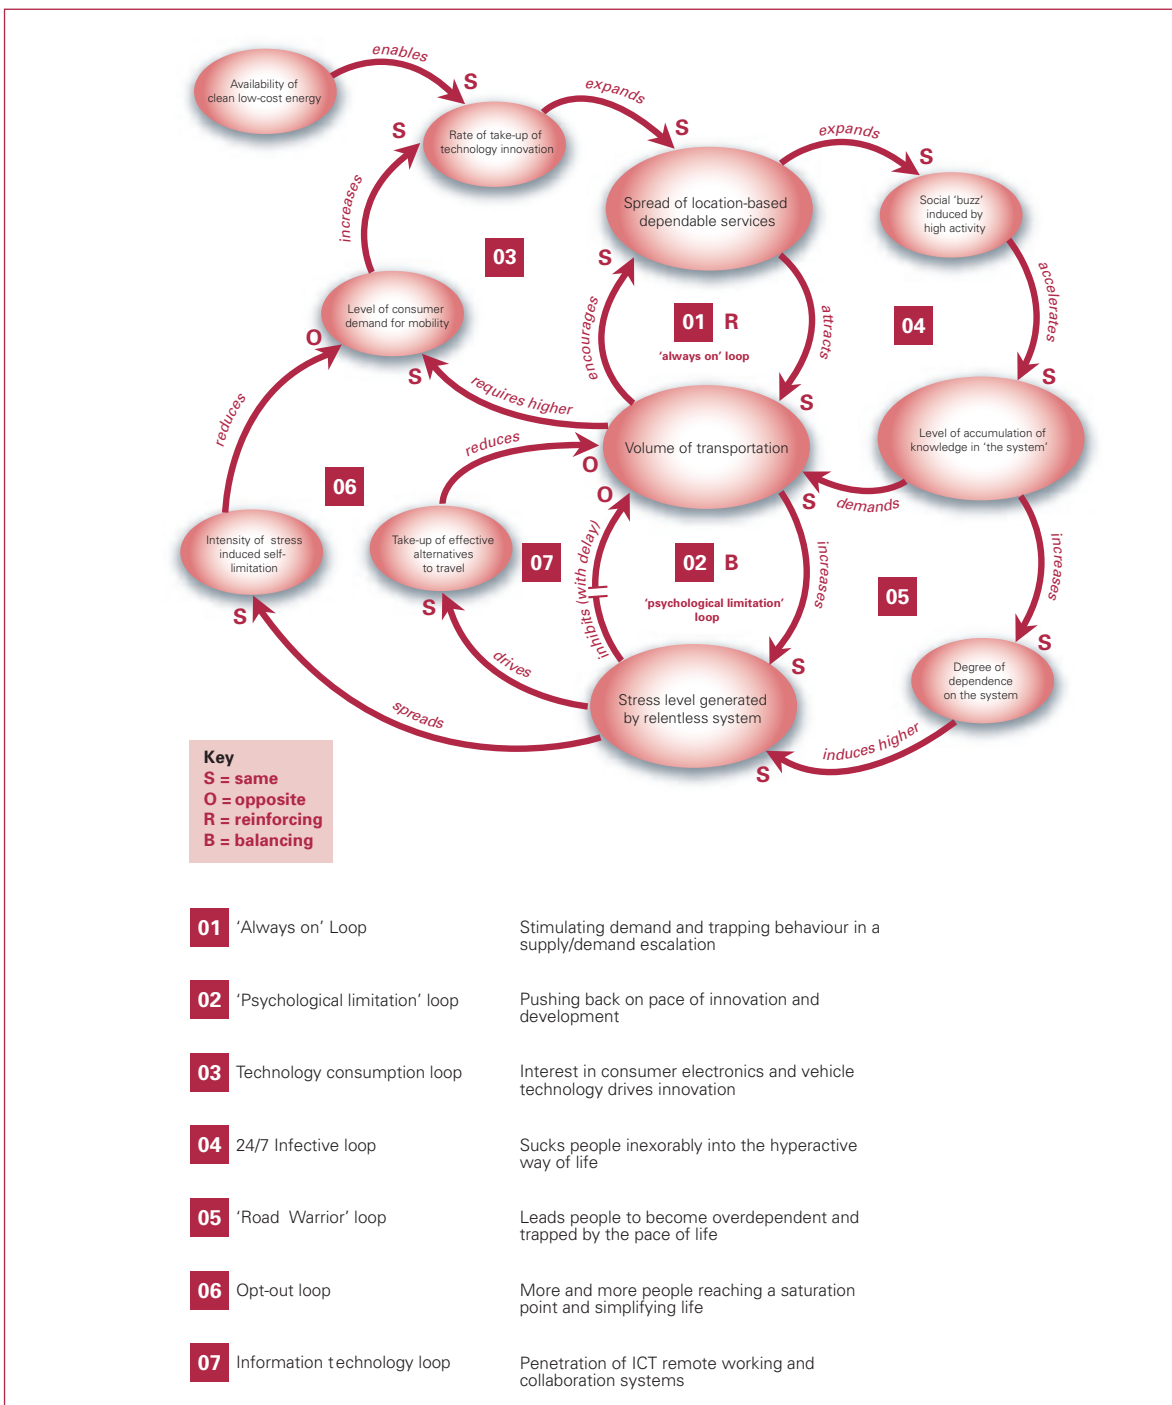 enables
Availability of
clean low-cost energy
S
expands
S
Rate of take-up of
technology innovation
S
expands
S
increases
Spread of location-based
dependable services
Social ‘buzz’
induced by
high activity
03
S
accelerates
Level of consumer
demand for mobility
encourages
01 R
‘always on’ loop
attracts
04
O
S
requires higher
S
S
reduces
reduces
Volume of transportation
Level of accumulation of
knowledge in ‘the system’
O
06
O
S
demands
Intensity of stress
induced self-
limitation
Take-up of effective
alternatives
to travel
07
inhibits (with delay)
02 B
‘psychological limitation’
loop
increases
05
increases
S
S
drives
S
S
Degree of
dependence
on the system
Stress level generated
by relentless system
spreads
induces higher
S
Key
S = same
O = opposite
R = reinforcing
B = balancing
01 ‘Always on’ Loop Stimulating demand and trapping behaviour in a
supply/demand escalation
02 ‘Psychological limitation’ loop Pushing back on pace of innovation and
development
03 Technology consumption loop Interest in consumer electronics and vehicle
technology drives innovation
04 24/7 Infective loop Sucks people inexorably into the hyperactive
way of life
05 ‘Road Warrior’ loop Leads people to become overdependent and
trapped by the pace of life
06 Opt-out loop More and more people reaching a saturation
point and simplifying life
07 Information technology loop Penetration of ICT remote working and
collaboration systems